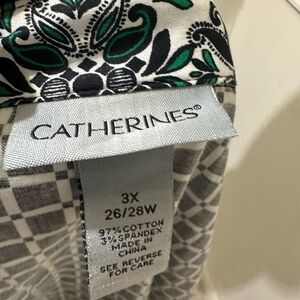 CATHERINES®
3X
26/28W
97% COTTON
3% SPANDEX
MADE IN
CHINA
SEE REVERSE
FOR CARE